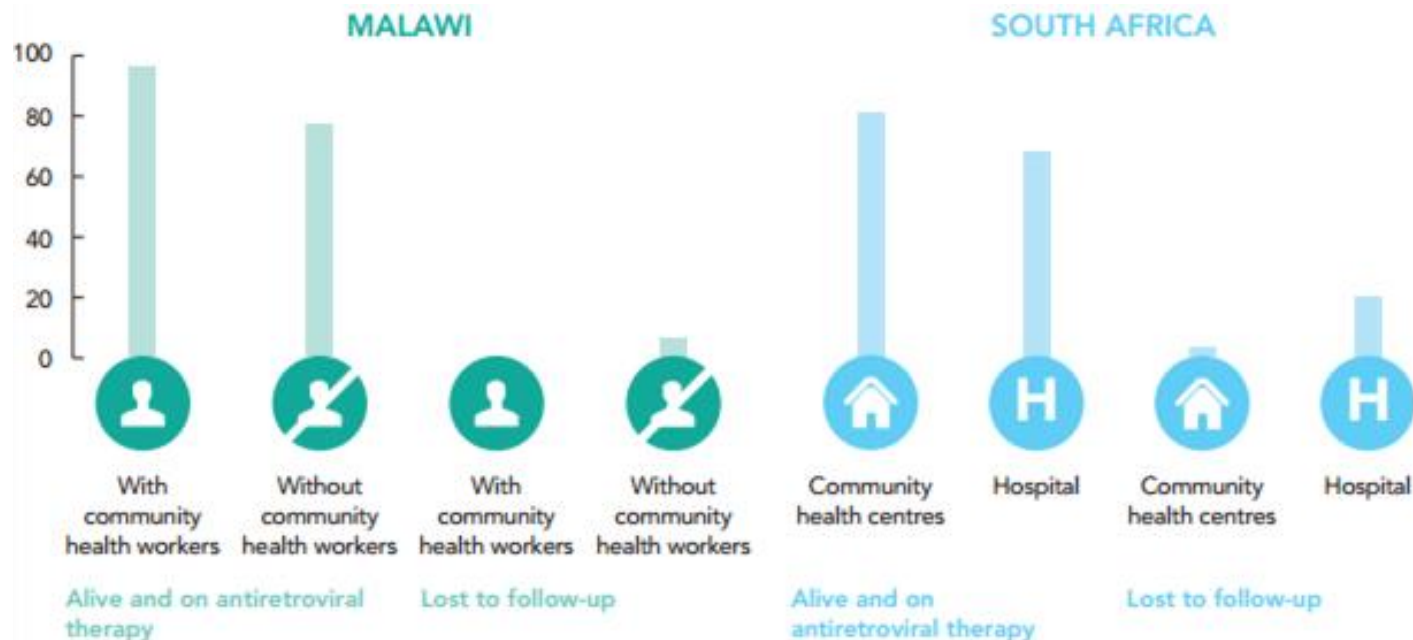 MALAWI
SOUTH AFRICA
100
80
60
40
20
0
H
H
With
community
health workers
Without
community
health workers
With
community
health workers
Without
community
health workers
Community
health centres
Hospital
Community
health centres
Hospital
Alive and on antiretroviral
therapy
Lost to follow-up
Alive and on
antiretroviral therapy
Lost to follow-up